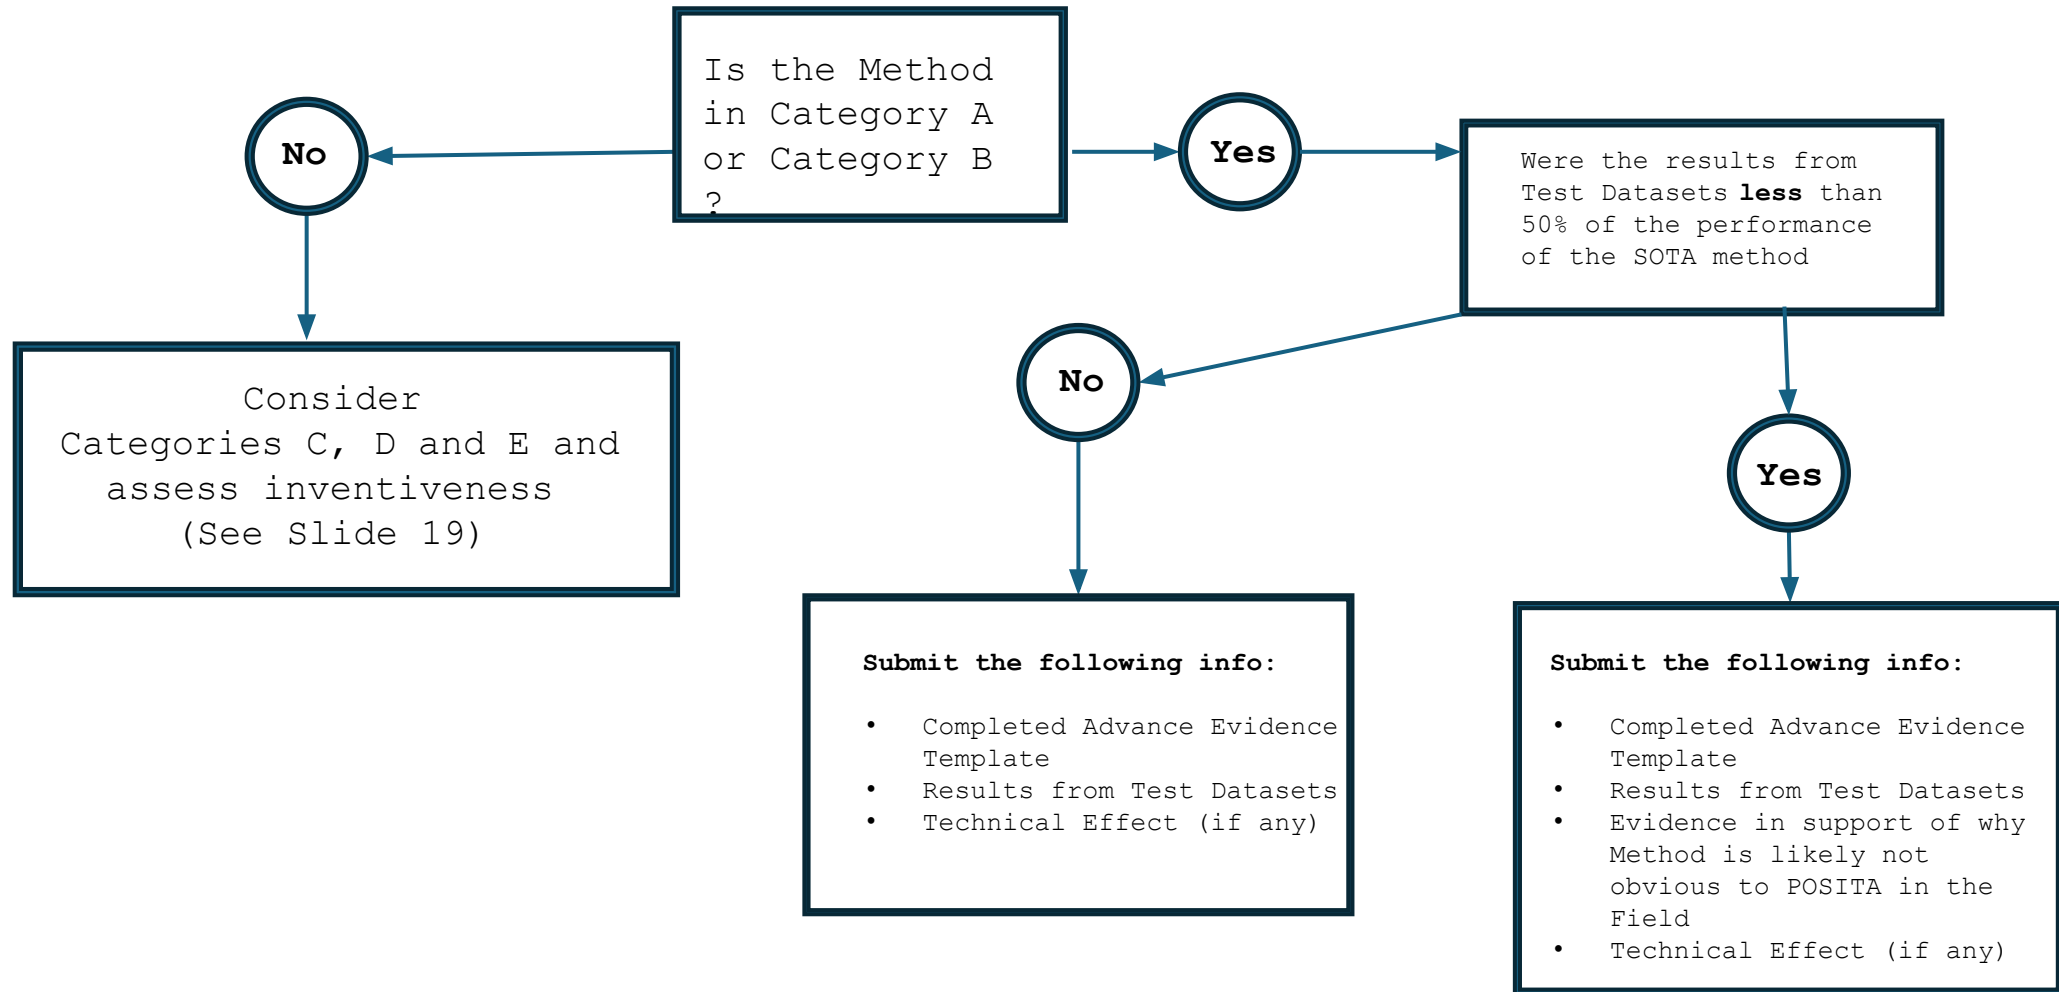 Is the Method
in Category A
or Category B
?
No
Yes
Were the results from
Test Datasets less than
50% of the performance
of the SOTA method
Consider
Categories C, D and E and
assess inventiveness
(See Slide 19)
No
Yes
Submit the following info:
• Completed Advance Evidence
Template
• Results from Test Datasets
• Technical Effect (if any)
Submit the following info:
• Completed Advance Evidence
Template
• Results from Test Datasets
• Evidence in support of why
Method is likely not
obvious to POSITA in the
Field
• Technical Effect (if any)